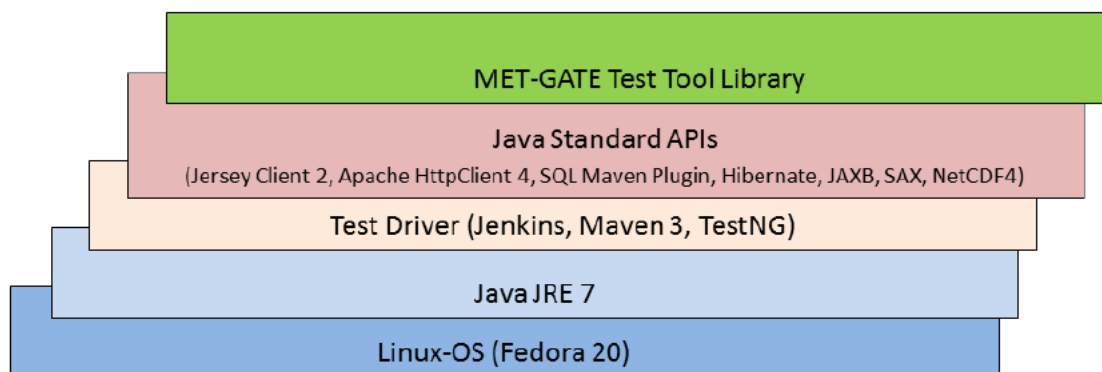 MET-GATE Test Tool Library
Java Standard APIs
(Jersey Client 2, Apache HttpClient 4, SQL Maven Plugin, Hibernate, JAXB, SAX, NetCDF4)
Test Driver (Jenkins, Maven 3, TestNG)
Java JRE 7
Linux-OS (Fedora 20)